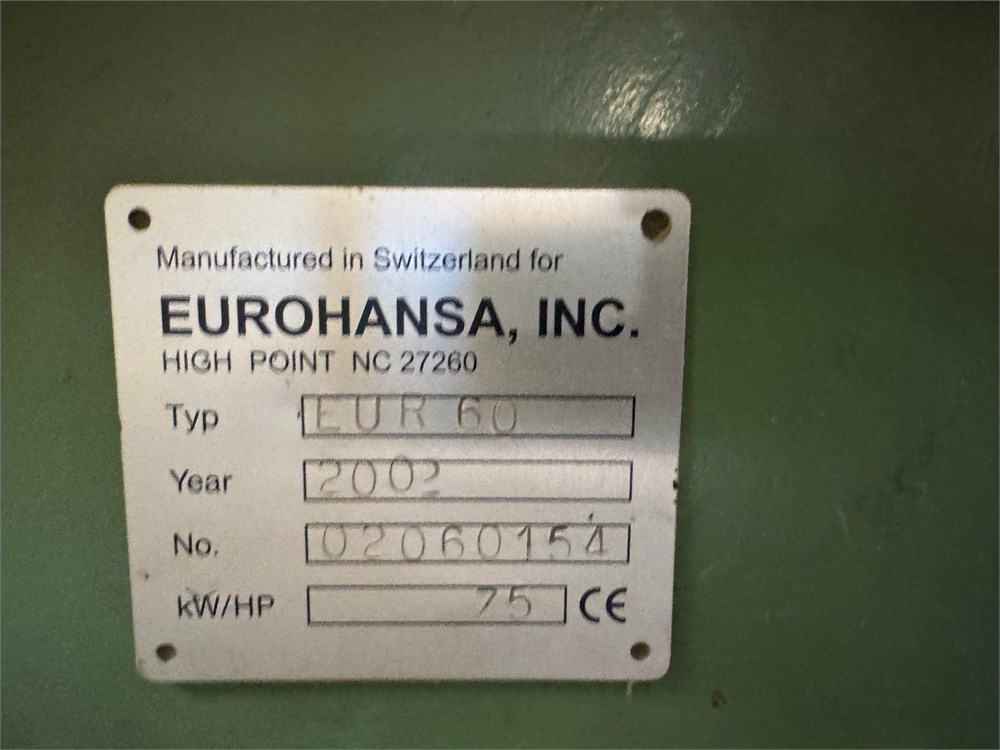 Manufactured in Switzerland for
EUROHANSA, INC.
HIGH POINT NC 27260
Typ EUR 60
Year 2002
No. 02060154
kW/HP 75 CE